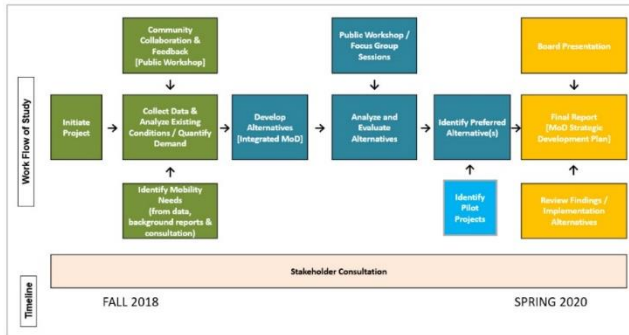 Community
Collaboration &
Feedback
[Public Workshop]
Public Workshop /
Focus Group
Sessions
Board Presentation
Work Flow of Study
Initiate
Project
Collect Data &
Analyze Existing
Conditions / Quantify
Demand
Develop
Alternatives
[Integrated MoD]
Analyze and
Evaluate Alternatives
Identify Preferred
Alternative(s)
Final Report
[MoD Strategic
Development Plan]
Identify Mobility
Needs
(from data,
background reports &
consultation)
Identify
Pilot
Projects
Review Findings /
Implementation
Alternatives
Timeline
Stakeholder Consultation
FALL 2018
SPRING 2020